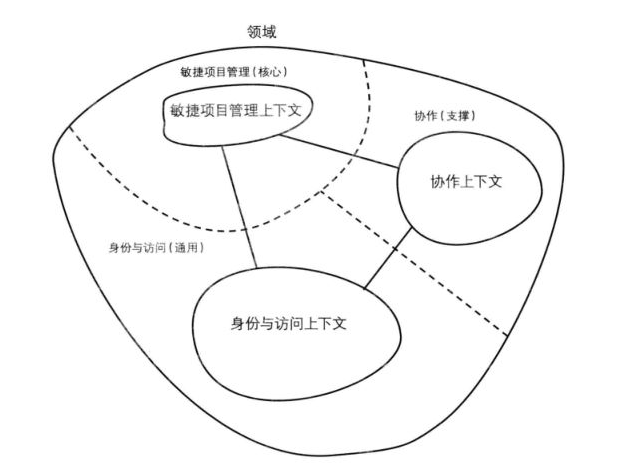 领域
敏捷项目管理(核心)
敏捷项目管理上下文
协作(支撑)
协作上下文
身份与访问(通用)
身份与访问上下文